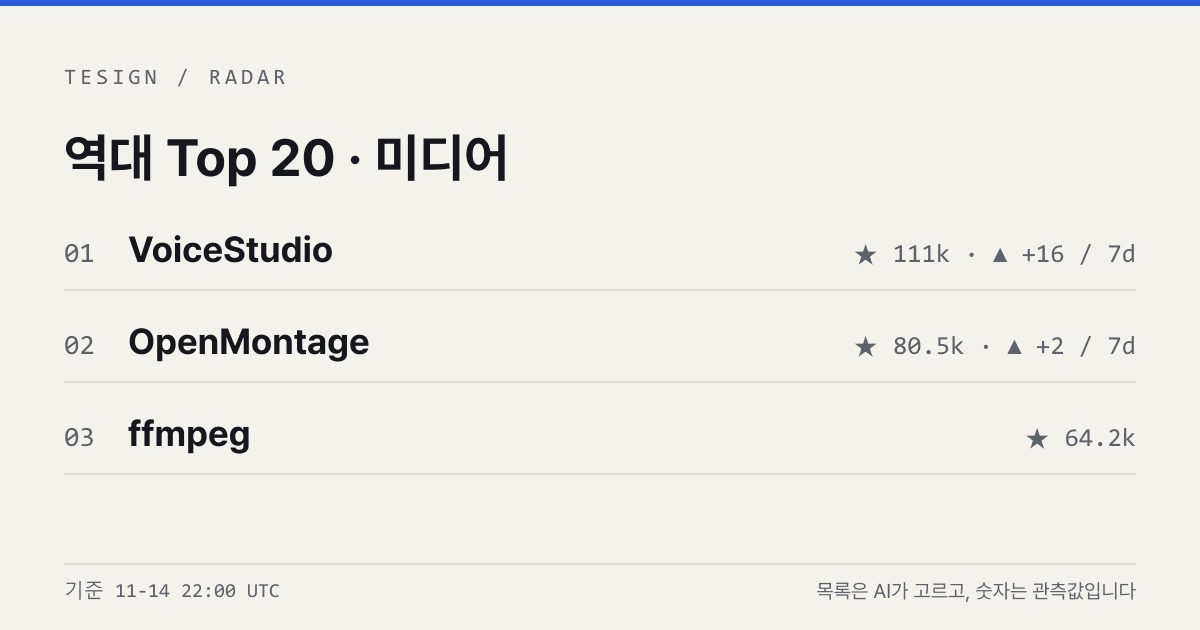 TESIGN / RADAR
역대 Top 20 · 미디어
01 VoiceStudio ★ 111k · ▲ +16 / 7d
02 OpenMontage ★ 80.5k · ▲ +2 / 7d
03 ffmpeg ★ 64.2k
기준 11-14 22:00 UTC
목록은 AI가 고르고, 숫자는 관측값입니다